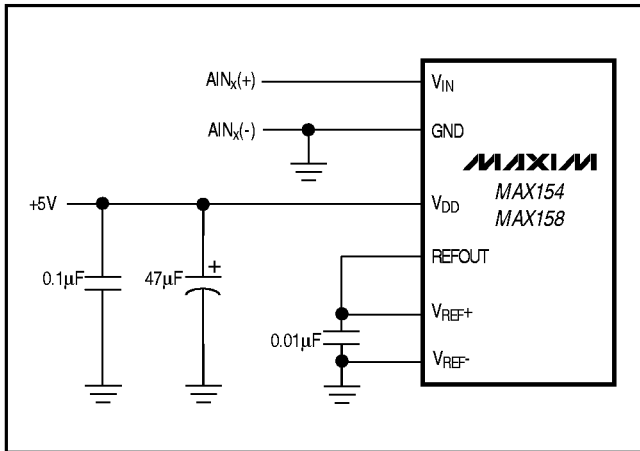 AINx(+)
VIN
AINx(-)
GND
MAXIM
MAX154
MAX158
+5V
VDD
REFOUT
0.1µF
47µF
+
VREF+
0.01µF
VREF-